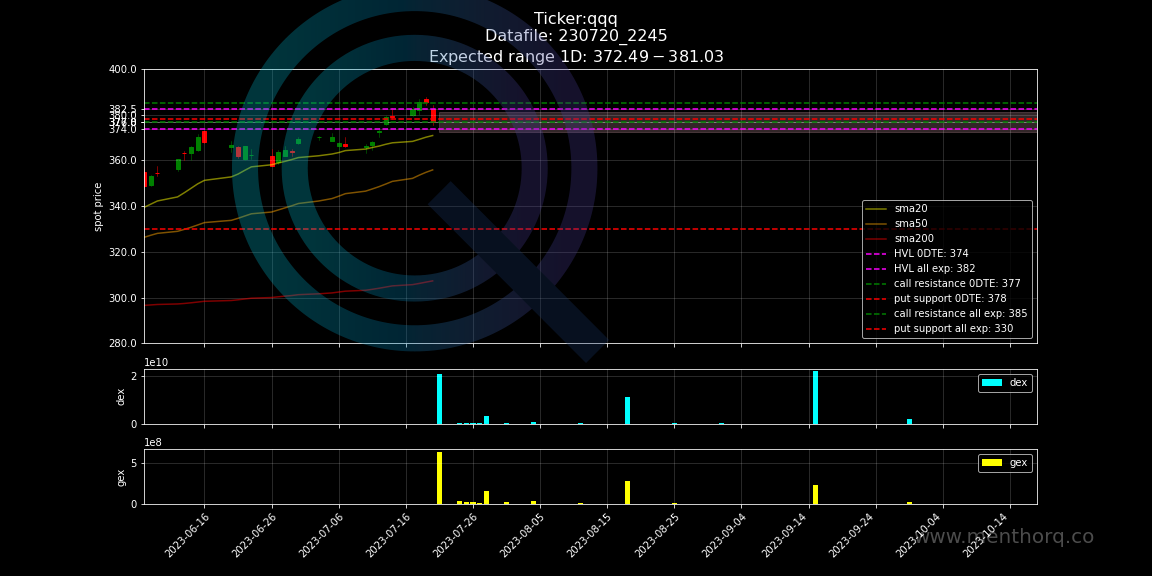 Ticker:qqq
Datafile: 230720_2245
Expected range 1D: 372.49 − 381.03
400.0
382.5
374.0
360.0
340.0
320.0
300.0
280.0
spot price
sma20
sma50
sma200
HVL 0DTE: 374
HVL all exp: 382
call resistance 0DTE: 377
put support 0DTE: 378
call resistance all exp: 385
put support all exp: 330
1e10
2
0
dex
dex
1e8
5
0
gex
gex
2023-06-16
2023-06-26
2023-07-06
2023-07-16
2023-07-26
2023-08-05
2023-08-15
2023-08-25
2023-09-04
2023-09-14
2023-09-24
2023-10-04
2023-10-14
www.menthorq.co